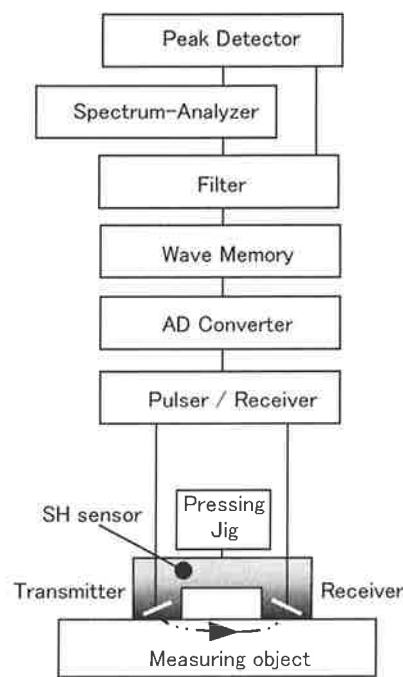 Peak Detector
Spectrum-Analyzer
Filter
Wave Memory
AD Converter
Pulser / Receiver
Pressing
Jig
SH sensor
Transmitter
Receiver
Measuring object